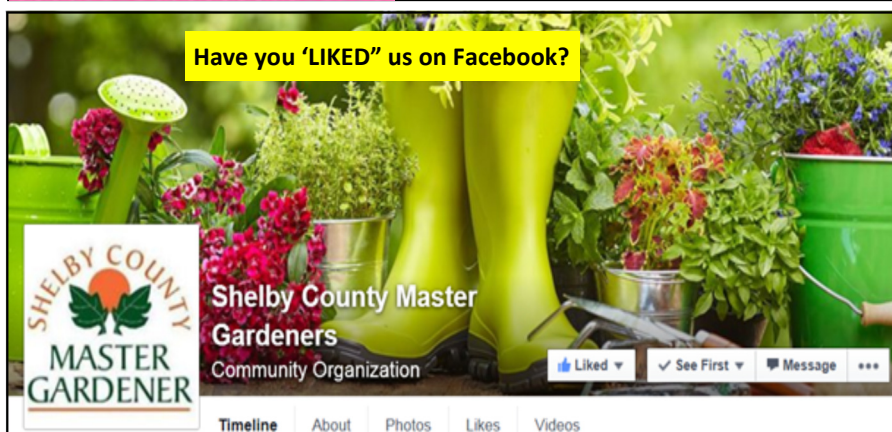 Have you ‘LIKED” us on Facebook?
SHELBY COUNTY
MASTER
GARDENER
Shelby County Master
Gardeners
Community Organization
Liked
See First
Message
Timeline About Photos Likes Videos